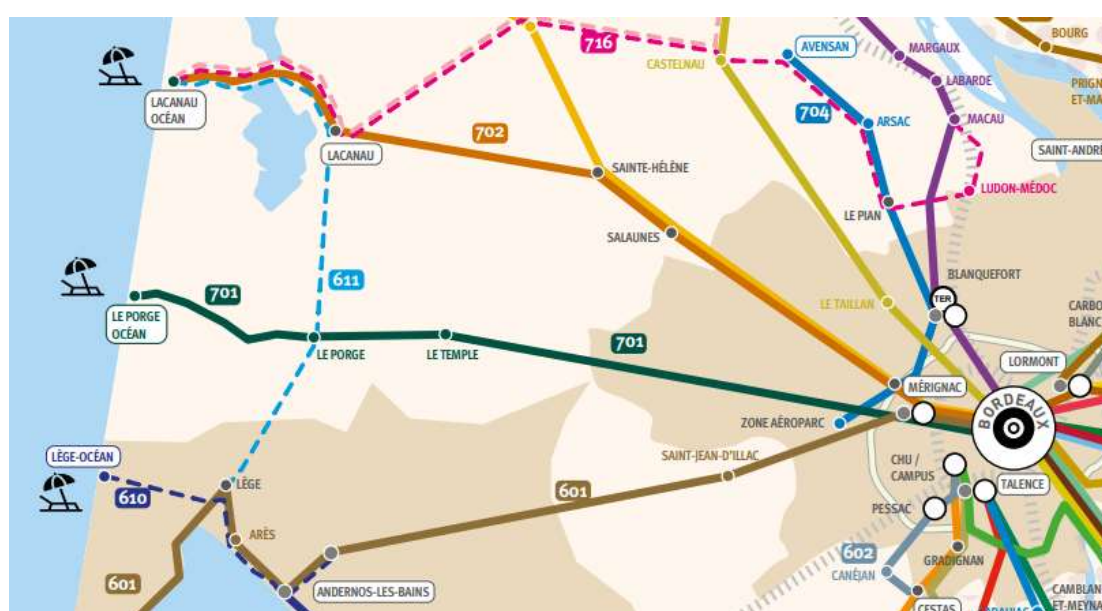 BOURG
716
AVENSAN
MARGAUX
CASTELNAU
LABARDE
PRIGN
ET-MA
LACANAU
OCÉAN
704
ARSAC
MACAU
702
LACANAU
SAINT-ANDRÉ
SAINTE-HÉLÈNE
LUDON-MÉDOC
LE PIAN
SALAUNES
BLANQUEFORT
611
701
TER
LE PORGE
OCÉAN
LE TAILLAN
CARBO
BLANC
701
LE PORGE
LE TEMPLE
LORMONT
MÉRIGNAC
BORDEAUX
ZONE AÉROPARC
LÈGE-OCÉAN
SAINT-JEAN-D'ILLAC
CHU /
CAMPUS
LÈGE
610
601
TALENCE
PESSAC
ARÈS
602
GRADIGNAN
CANÉJAN
601
ANDERNOS-LES-BAINS
CESTAS
CAMBLAN
ET-MEYNA